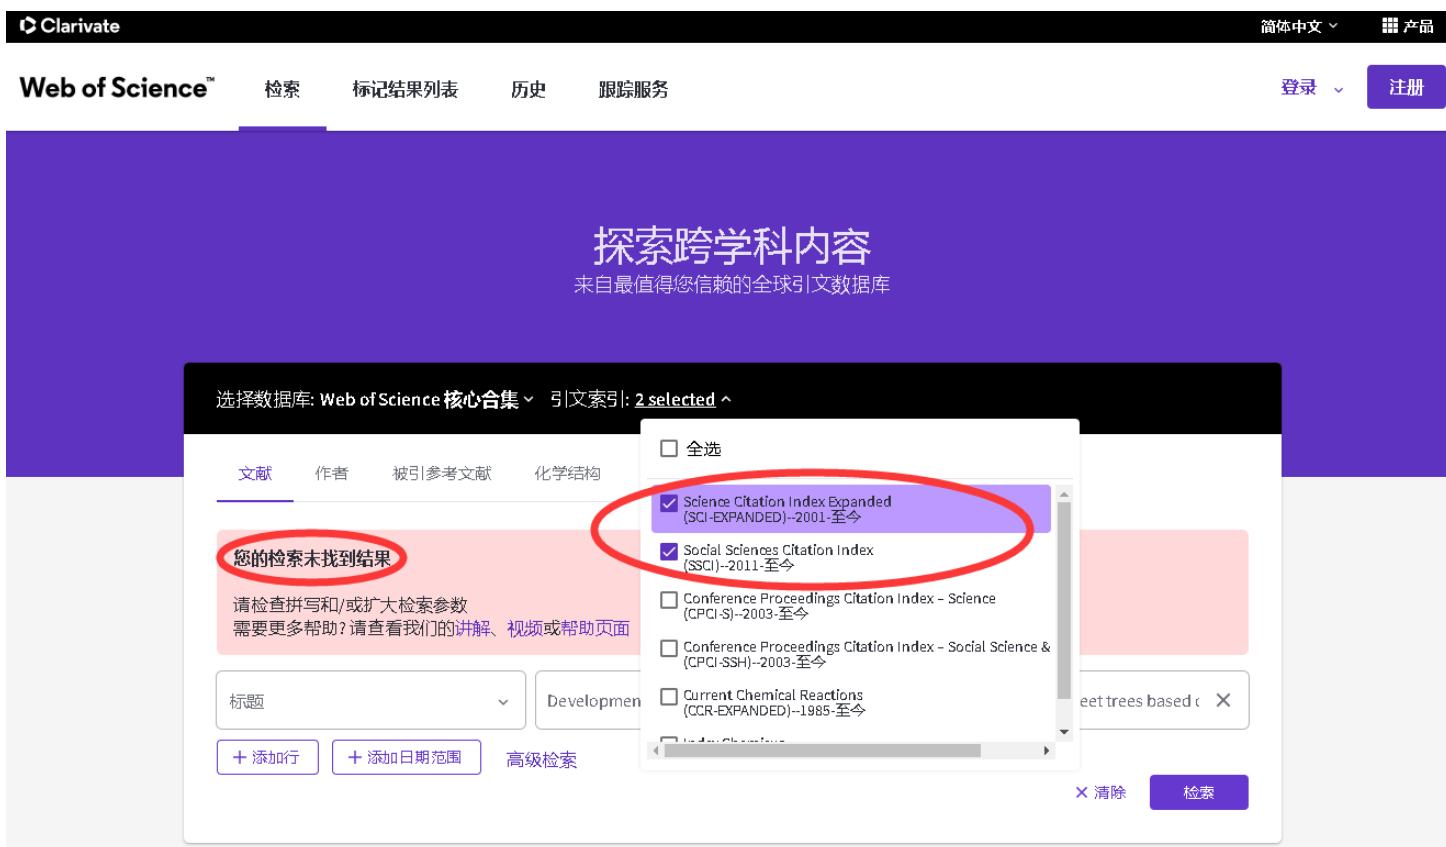 Clarivate
简体中文
产品
Web of Science™
检索
标记结果列表
历史
跟踪服务
登录
注册
探索跨学科内容
来自最值得您信赖的全球引文数据库
选择数据库: Web of Science 核心合集
引文索引: 2 selected
全选
文献
作者
被引参考文献
化学结构
Science Citation Index Expanded
(SCI-EXPANDED)--2001-至今
Social Sciences Citation Index
(SSCI)--2011-至今
Conference Proceedings Citation Index – Science
(CPCI-S)--2003-至今
Conference Proceedings Citation Index – Social Science &
(CPCI-SSH)--2003-至今
Current Chemical Reactions
(CCR-EXPANDED)--1985-至今
您的检索未找到结果
请检查拼写和/或扩大检索参数
需要更多帮助? 请查看我们的讲解、视频或帮助页面
标题
Developmen
eet trees based c
+ 添加行
+ 添加日期范围
高级检索
× 清除
检索